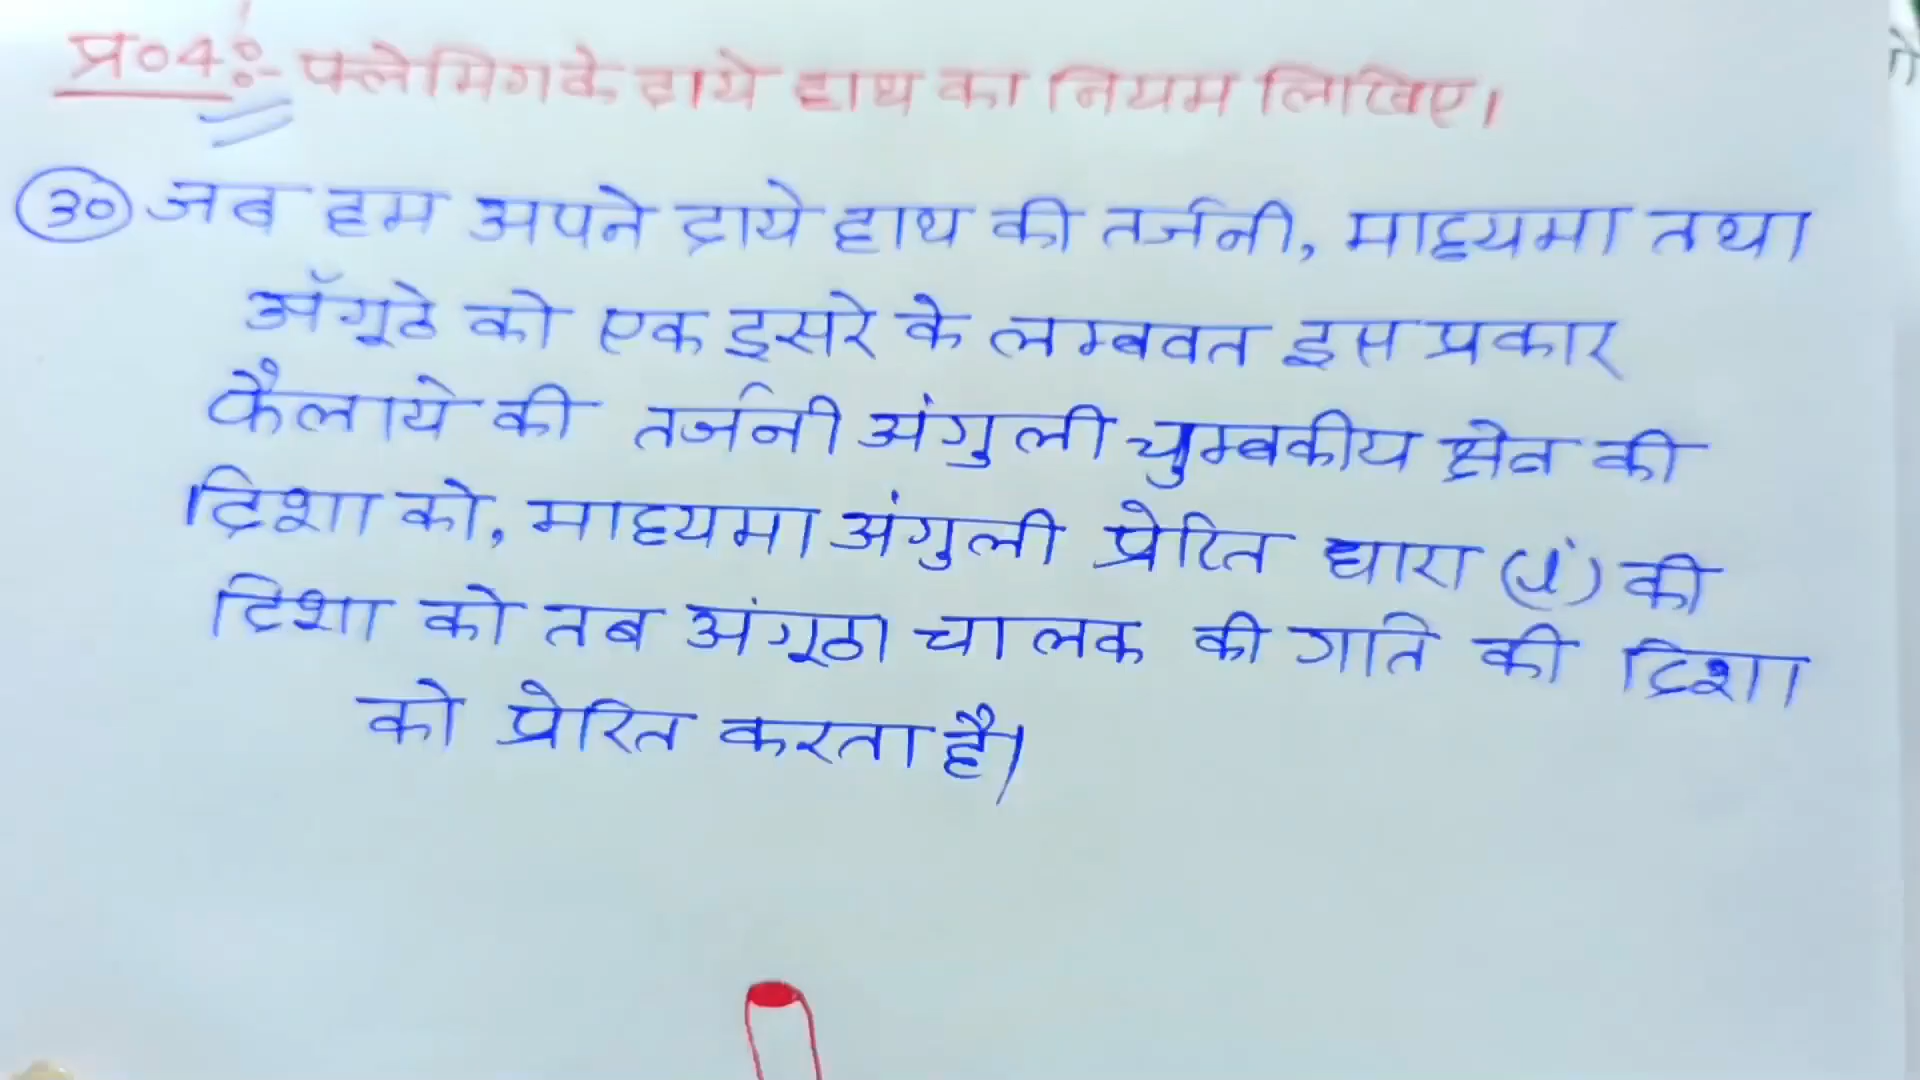 प्र०4:- फ्लेमिंग के दाये हाथ का नियम लिखिए।
उ० जब हम अपने दाये हाथ की तर्जनी, माध्यमा तथा
अँगूठे को एक दूसरे के लम्बवत इस प्रकार
फैलाये की तर्जनी अंगुली चुम्बकीय क्षेत्र की
दिशा को, माध्यमा अंगुली प्रेरित धारा (i) की
दिशा को तब अंगूठा चालक की गति की दिशा
को प्रेरित करता है।